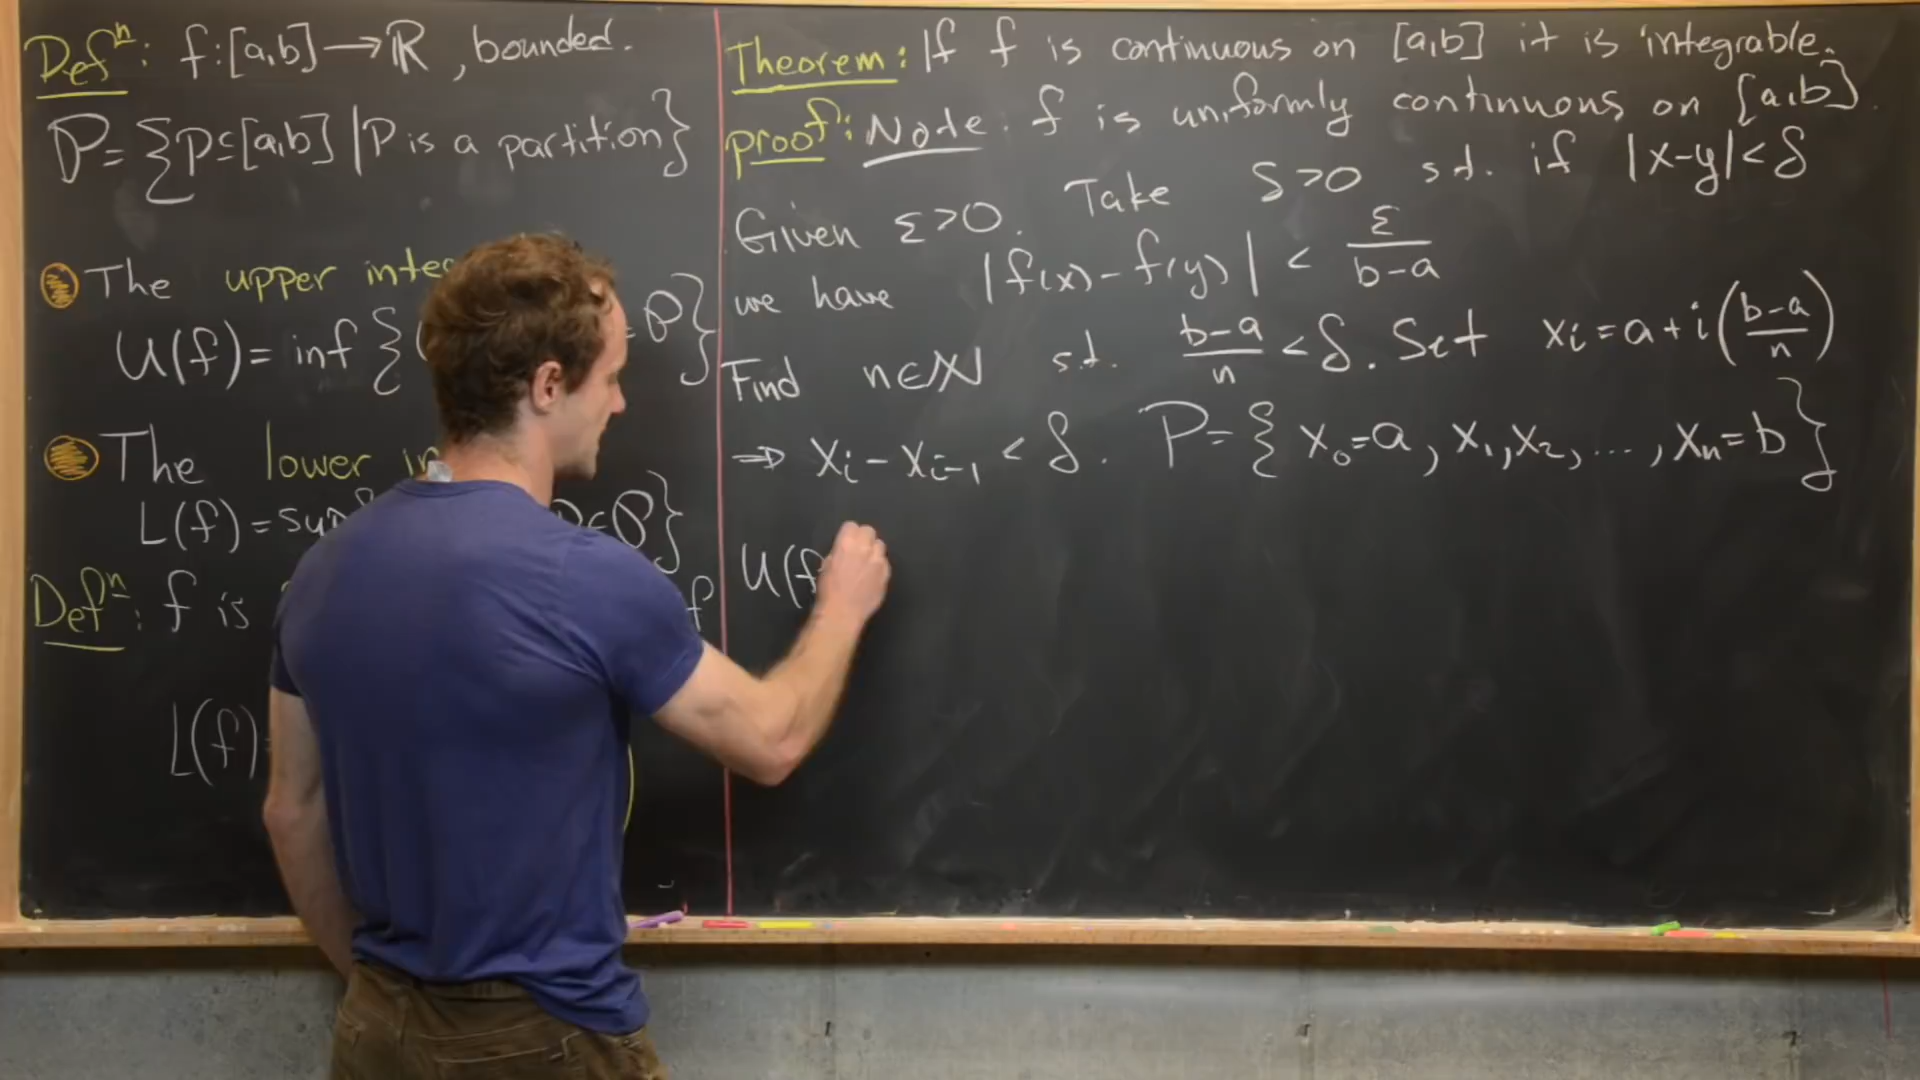 Defⁿ: f:[a,b]→ℝ, bounded.
𝒫={P⊆[a,b] | P is a partition}
The upper
U(f)=inf{ 𝒫}
The lower
L(f)=sup P∈𝒫}
Defⁿ: f is if
L(f)=
Theorem: If f is continuous on [a,b] it is integrable.
proof: Note: f is uniformly continuous on [a,b].
Given ε>0. Take δ>0 s.t. if |x-y|<δ
we have |f(x)-f(y)| < ε/(b-a)
Find n∈ℕ s.t. (b-a)/n <δ. Set xᵢ=a+i((b-a)/n)
⇒ xᵢ-xᵢ₋₁ < δ. P={x₀=a, x₁,x₂,...,xₙ=b}
U(f